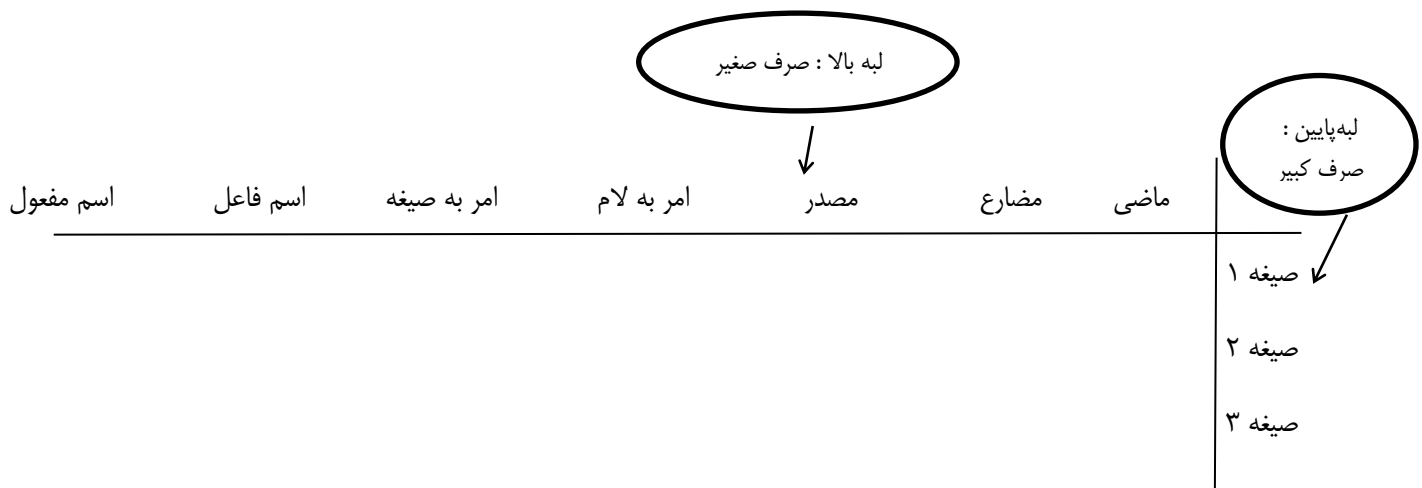 لبه بالا : صرف صغیر
لبه‌پایین :
صرف کبیر
ماضی مضارع مصدر امر به لام امر به صیغه اسم فاعل اسم مفعول
صیغه ۱
صیغه ۲
صیغه ۳